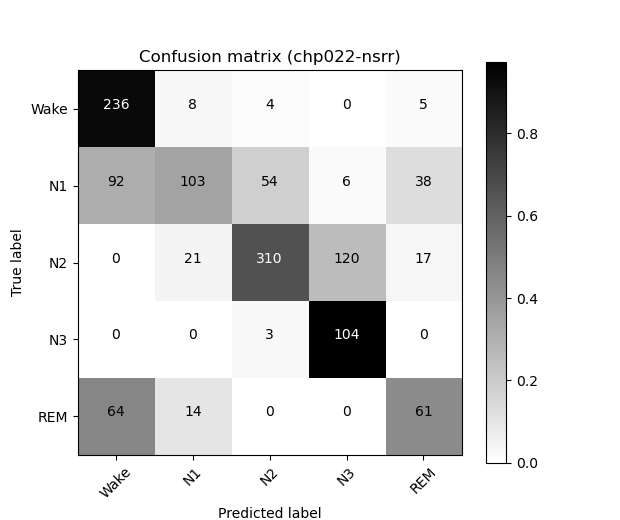 Confusion matrix (chp022-nsrr)
Wake 236 8 4 0 5
N1 92 103 54 6 38
N2 0 21 310 120 17
N3 0 0 3 104 0
REM 64 14 0 0 61
Wake N1 N2 N3 REM
True label
Predicted label
0.8
0.6
0.4
0.2
0.0